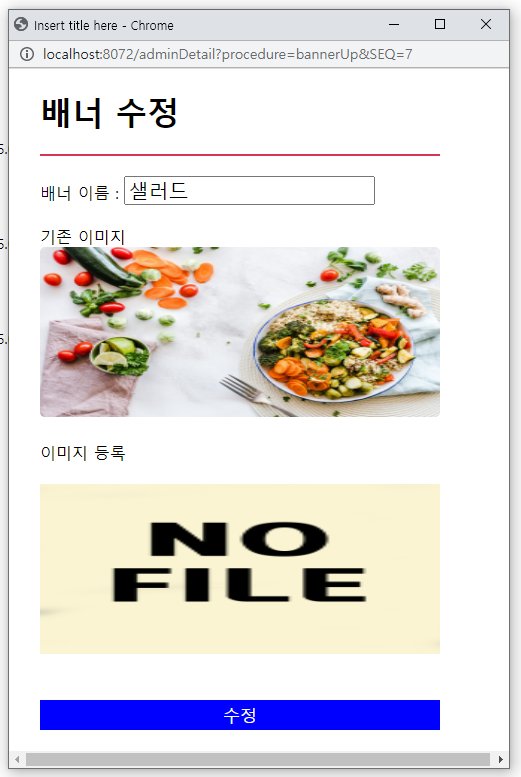 Insert title here - Chrome
localhost:8072/adminDetail?procedure=bannerUp&SEQ=7
배너 수정
배너 이름 : 샐러드
기존 이미지
이미지 등록
NO
FILE
수정